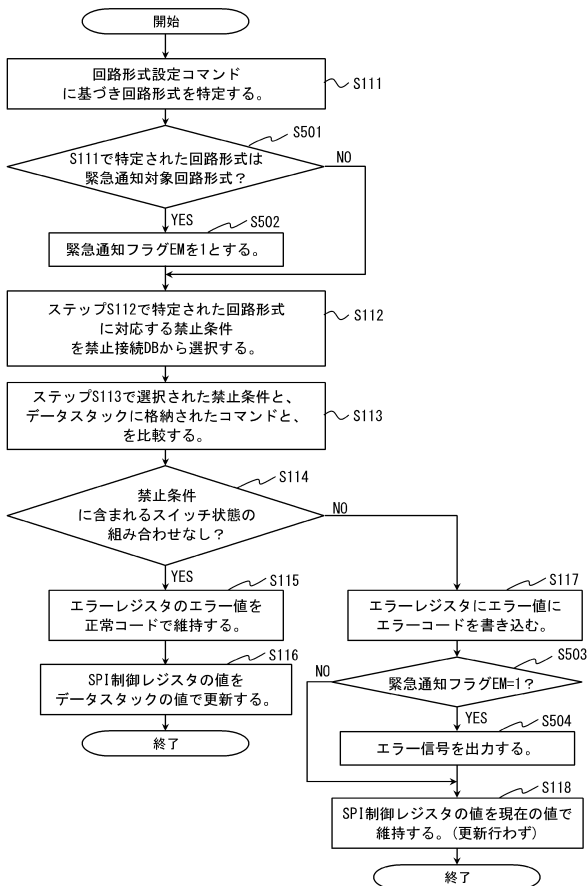 開始
回路形式設定コマンド
に基づき回路形式を特定する。
S111
S501
S111で特定された回路形式は
緊急通知対象回路形式？
NO
YES
S502
緊急通知フラグEMを1とする。
ステップS112で特定された回路形式
に対応する禁止条件
を禁止接続DBから選択する。
S112
ステップS113で選択された禁止条件と、
データスタックに格納されたコマンドと、
を比較する。
S113
S114
禁止条件
に含まれるスイッチ状態の
組み合わせなし？
NO
YES
S115
エラーレジスタのエラー値を
正常コードで維持する。
S116
SPI制御レジスタの値を
データスタックの値で更新する。
終了
S117
エラーレジスタにエラー値に
エラーコードを書き込む。
S503
NO
緊急通知フラグEM=1？
YES
S504
エラー信号を出力する。
S118
SPI制御レジスタの値を現在の値で
維持する。(更新行わず)
終了